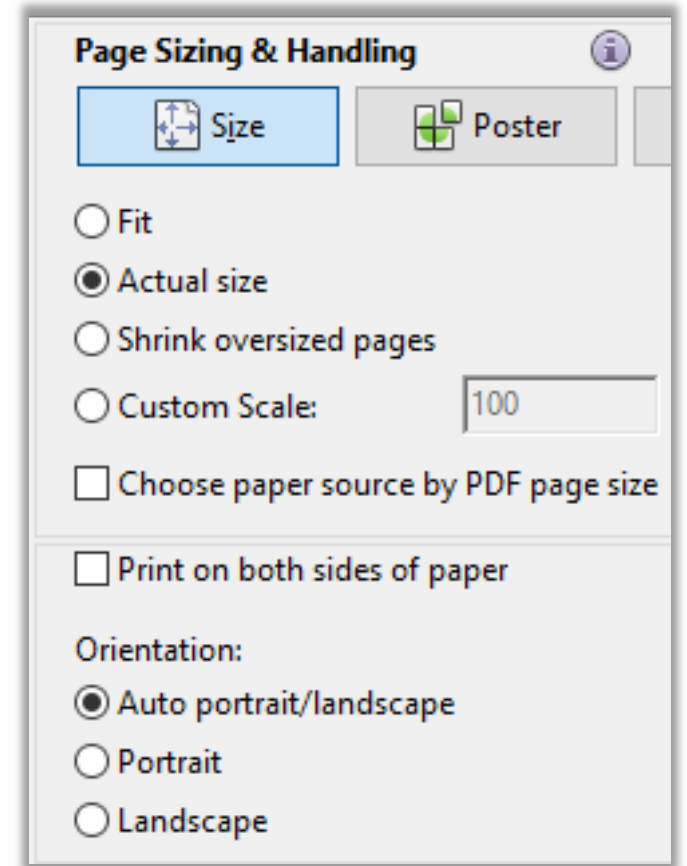 Page Sizing & Handling
Size Poster
Fit
Actual size
Shrink oversized pages
Custom Scale: 100
Choose paper source by PDF page size
Print on both sides of paper
Orientation:
Auto portrait/landscape
Portrait
Landscape